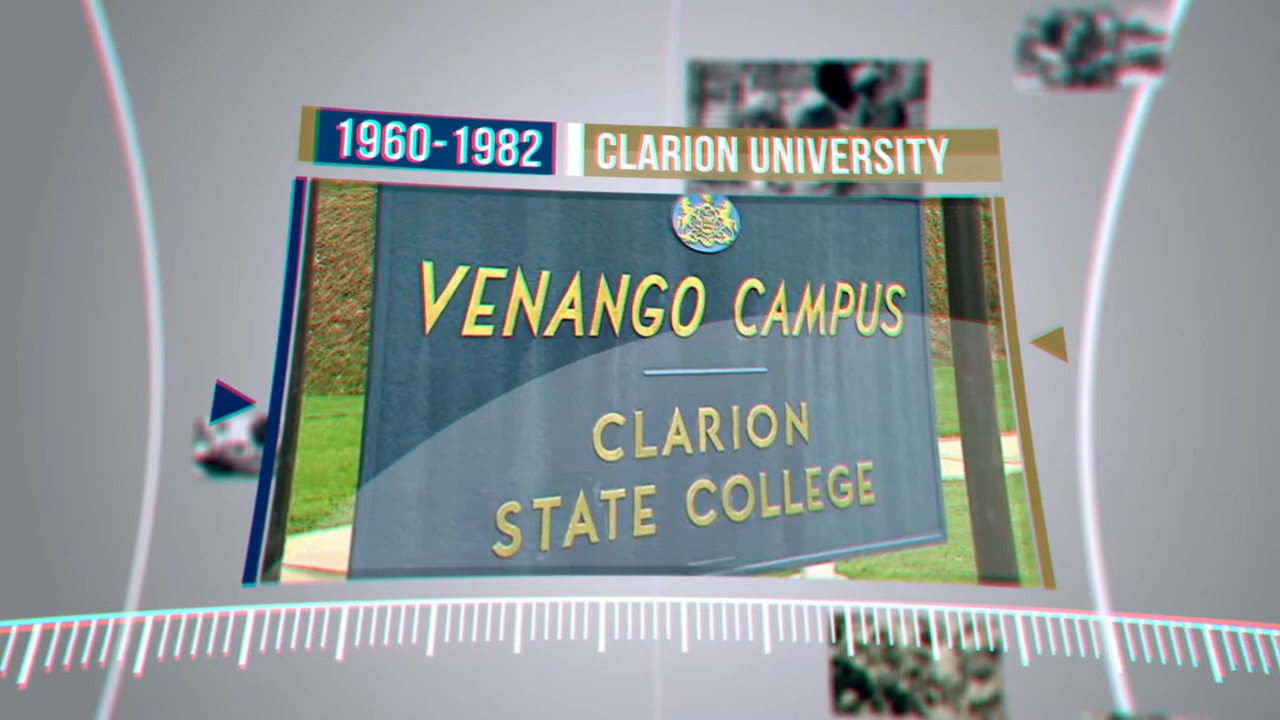 1960-1982
CLARION UNIVERSITY
VENANGO CAMPUS
CLARION
STATE COLLEGE